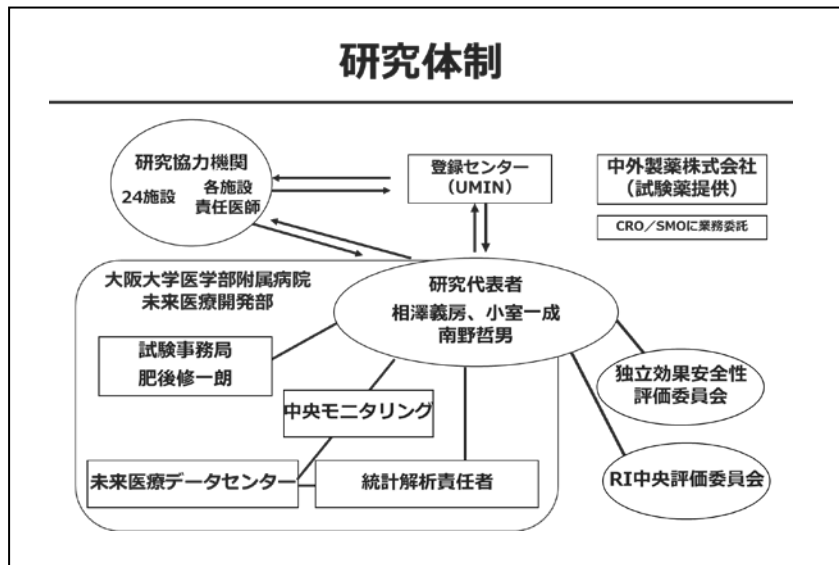 研究体制
研究協力機関
24施設
各施設
責任医師
登録センター
（UMIN）
中外製薬株式会社
（試験薬提供）
CRO／SMOに業務委託
大阪大学医学部附属病院
未来医療開発部
研究代表者
相澤義房、小室一成
南野哲男
試験事務局
肥後修一朗
中央モニタリング
未来医療データセンター
統計解析責任者
独立効果安全性
評価委員会
RI中央評価委員会